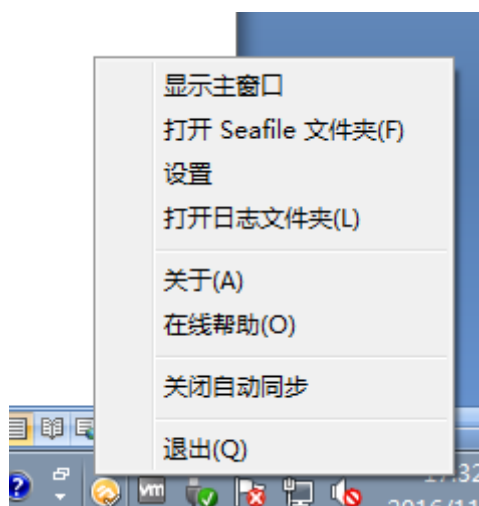 显示主窗口
打开 Seafile 文件夹(F)
设置
打开日志文件夹(L)
关于(A)
在线帮助(O)
关闭自动同步
退出(Q)
vm